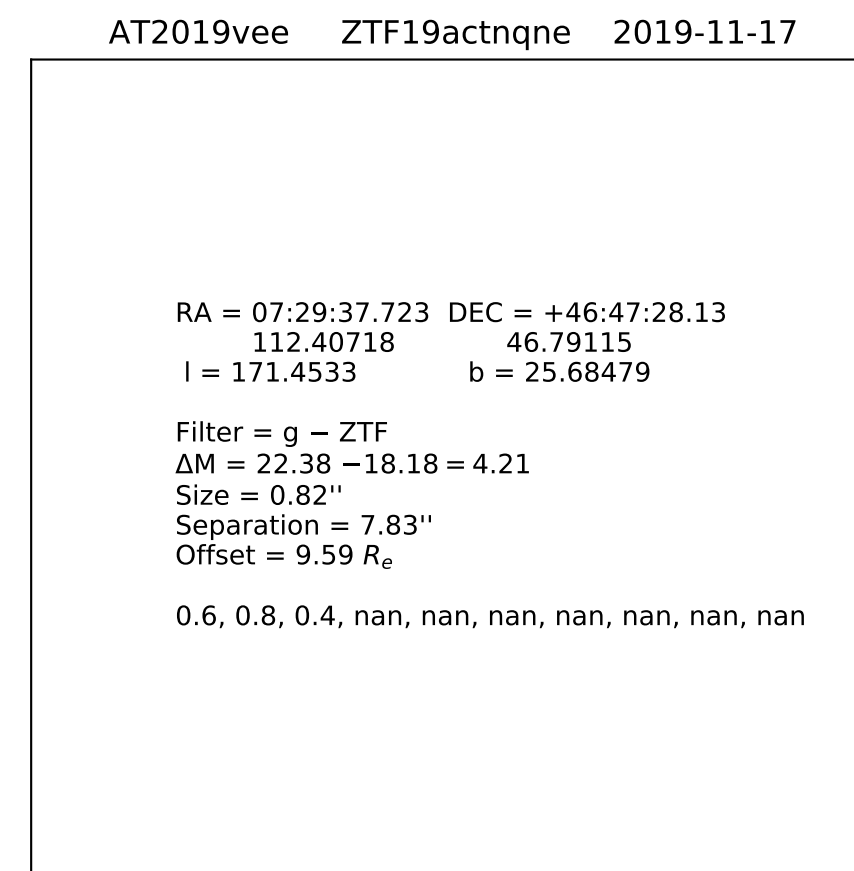 AT2019vee ZTF19actnqne 2019-11-17
RA = 07:29:37.723 DEC = +46:47:28.13
112.40718 46.79115
l = 171.4533 b = 25.68479
Filter = g − ZTF
ΔM = 22.38 −18.18 = 4.21
Size = 0.82''
Separation = 7.83''
Offset = 9.59 Rₑ
0.6, 0.8, 0.4, nan, nan, nan, nan, nan, nan, nan